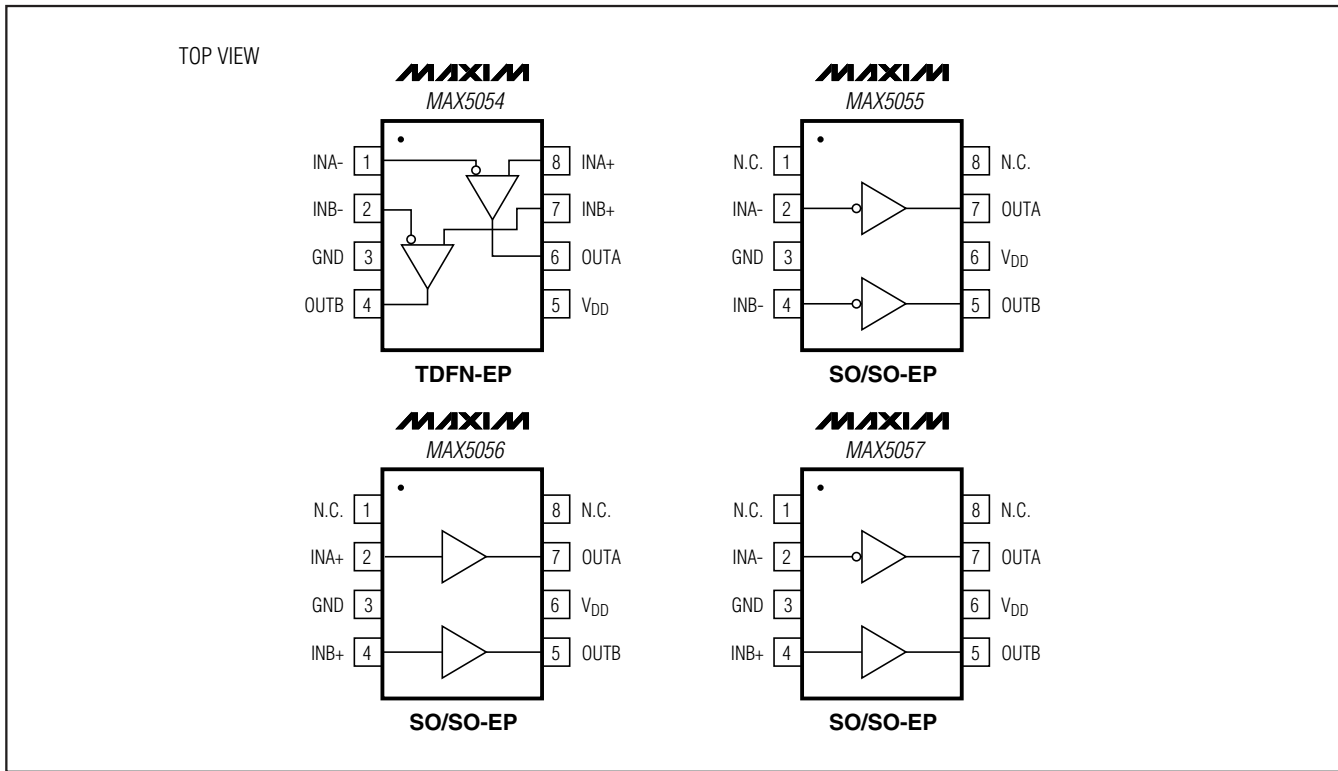 TOP VIEW
MAXIM
MAX5054
INA- 1
8 INA+
INB- 2
7 INB+
GND 3
6 OUTA
OUTB 4
5 VDD
TDFN-EP
MAXIM
MAX5055
N.C. 1
8 N.C.
INA- 2
7 OUTA
GND 3
6 VDD
INB- 4
5 OUTB
SO/SO-EP
MAXIM
MAX5056
N.C. 1
8 N.C.
INA+ 2
7 OUTA
GND 3
6 VDD
INB+ 4
5 OUTB
SO/SO-EP
MAXIM
MAX5057
N.C. 1
8 N.C.
INA- 2
7 OUTA
GND 3
6 VDD
INB+ 4
5 OUTB
SO/SO-EP